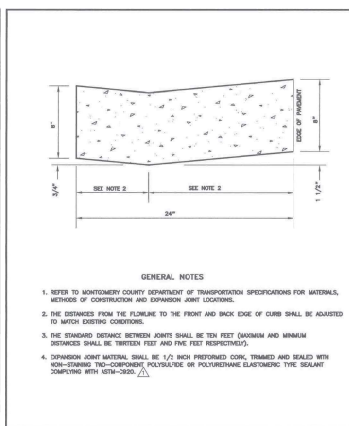 8"
EDGE OF PAVEMENT
8"
3/4"
SEE NOTE 2
SEE NOTE 2
1 1/2"
24"
GENERAL NOTES
1. REFER TO MONTGOMERY COUNTY DEPARTMENT OF TRANSPORTATION SPECIFICATIONS FOR MATERIALS,
METHODS OF CONSTRUCTION AND EXPANSION JOINT LOCATIONS.
2. THE DISTANCES FROM THE FLOWLINE TO THE FRONT AND BACK EDGE OF CURB SHALL BE ADJUSTED
TO MATCH EXISTING CONDITIONS.
3. THE STANDARD DISTANCE BETWEEN JOINTS SHALL BE TEN FEET (MAXIMUM AND MINIMUM
DISTANCES SHALL BE THIRTEEN FEET AND FIVE FEET RESPECTIVELY).
4. EXPANSION JOINT MATERIAL SHALL BE 1/2 INCH PREFORMED CORK, TRIMMED AND SEALED WITH
NON-STAINING TWO-COMPONENT POLYSULFIDE OR POLYURETHANE ELASTOMERIC TYPE SEALANT
COMPLYING WITH ASTM-C920. 1